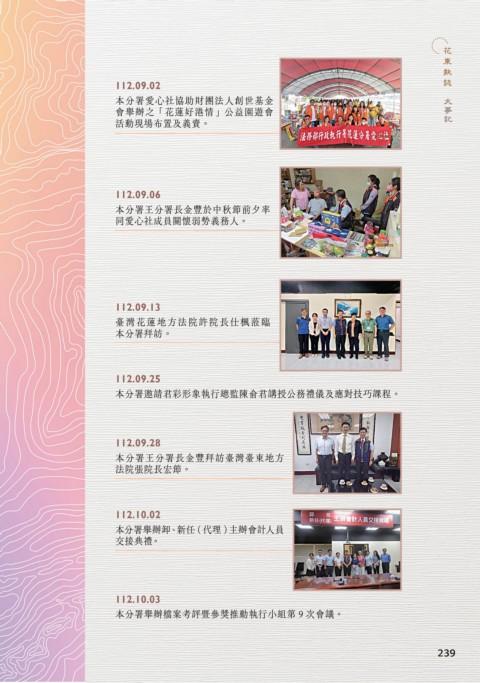 花東執誌 大事記
112.09.02
本分署愛心社協助財團法人創世基金
會舉辦之「花蓮好港情」公益園遊會
活動現場布置及義賣。
法務部行政執行署花蓮分署愛心社
112.09.06
本分署王分署長金豐於中秋節前夕率
同愛心社成員關懷弱勢義務人。
112.09.13
臺灣花蓮地方法院許院長仕楓蒞臨
本分署拜訪。
112.09.25
本分署邀請君彩形象執行總監陳俞君講授公務禮儀及應對技巧課程。
112.09.28
本分署王分署長金豐拜訪臺灣臺東地方
法院張院長宏節。
112.10.02
本分署舉辦卸、新任（代理）主辦會計人員
交接典禮。
主辦會計人員交接典禮
112.10.03
本分署舉辦檔案考評暨參獎推動執行小組第 9 次會議。
239